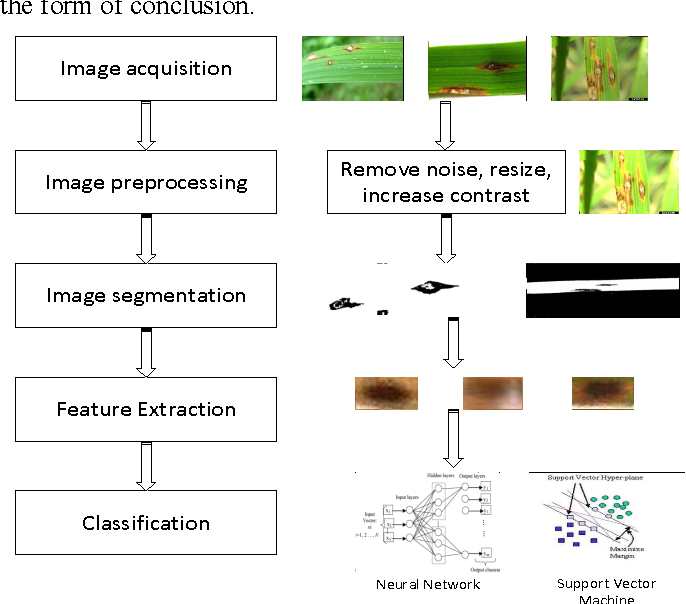 the form of conclusion.
Image acquisition
Image preprocessing
Remove noise, resize,
increase contrast
Image segmentation
Feature Extraction
Classification
Hidden layers
Output layers
Input layers
Input
Vector
Output classes
Neural Network
Support Vector Hyper-plane
Maximize
Margin
Support Vector
Machine